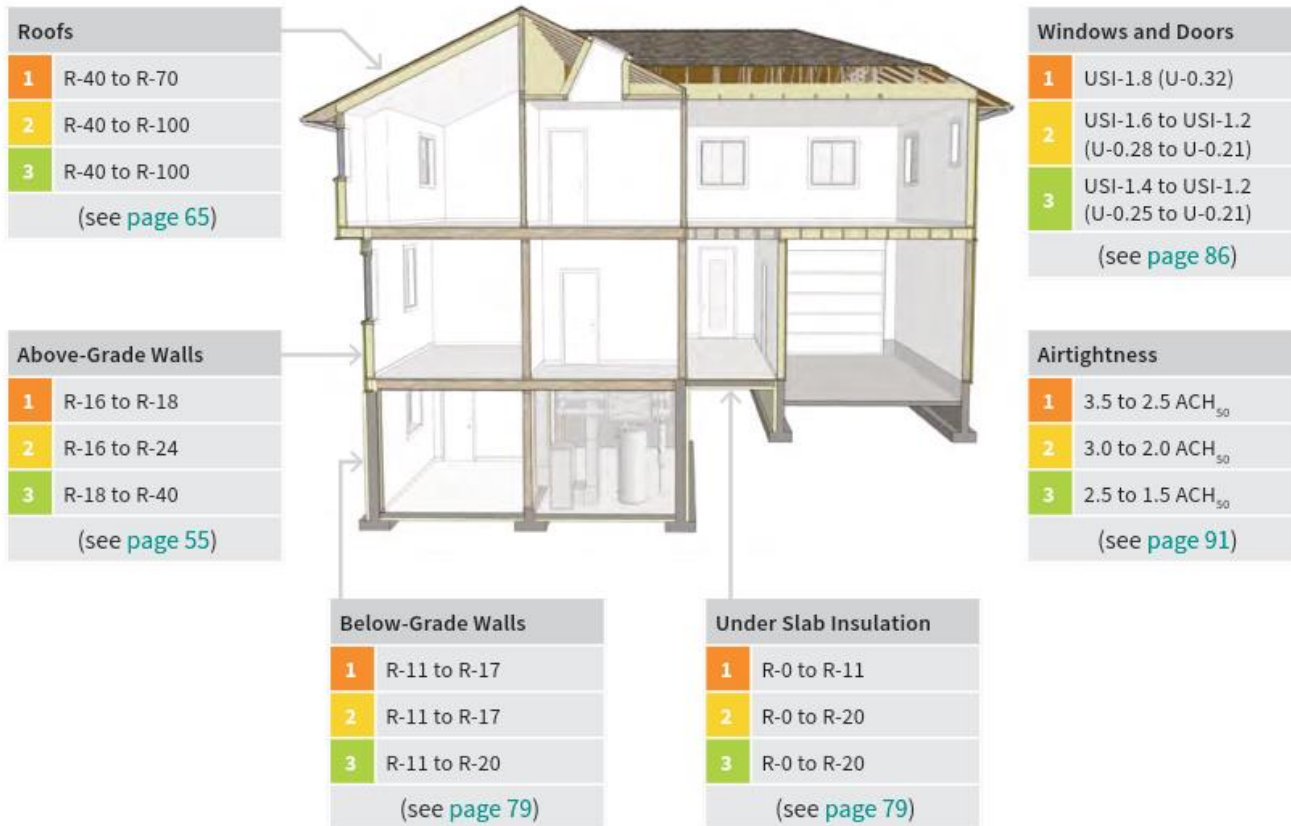 Roofs
1 R-40 to R-70
2 R-40 to R-100
3 R-40 to R-100
(see page 65)
Above-Grade Walls
1 R-16 to R-18
2 R-16 to R-24
3 R-18 to R-40
(see page 55)
Below-Grade Walls
1 R-11 to R-17
2 R-11 to R-17
3 R-11 to R-20
(see page 79)
Under Slab Insulation
1 R-0 to R-11
2 R-0 to R-20
3 R-0 to R-20
(see page 79)
Windows and Doors
1 USI-1.8 (U-0.32)
2 USI-1.6 to USI-1.2
(U-0.28 to U-0.21)
3 USI-1.4 to USI-1.2
(U-0.25 to U-0.21)
(see page 86)
Airtightness
1 3.5 to 2.5 ACH50
2 3.0 to 2.0 ACH50
3 2.5 to 1.5 ACH50
(see page 91)